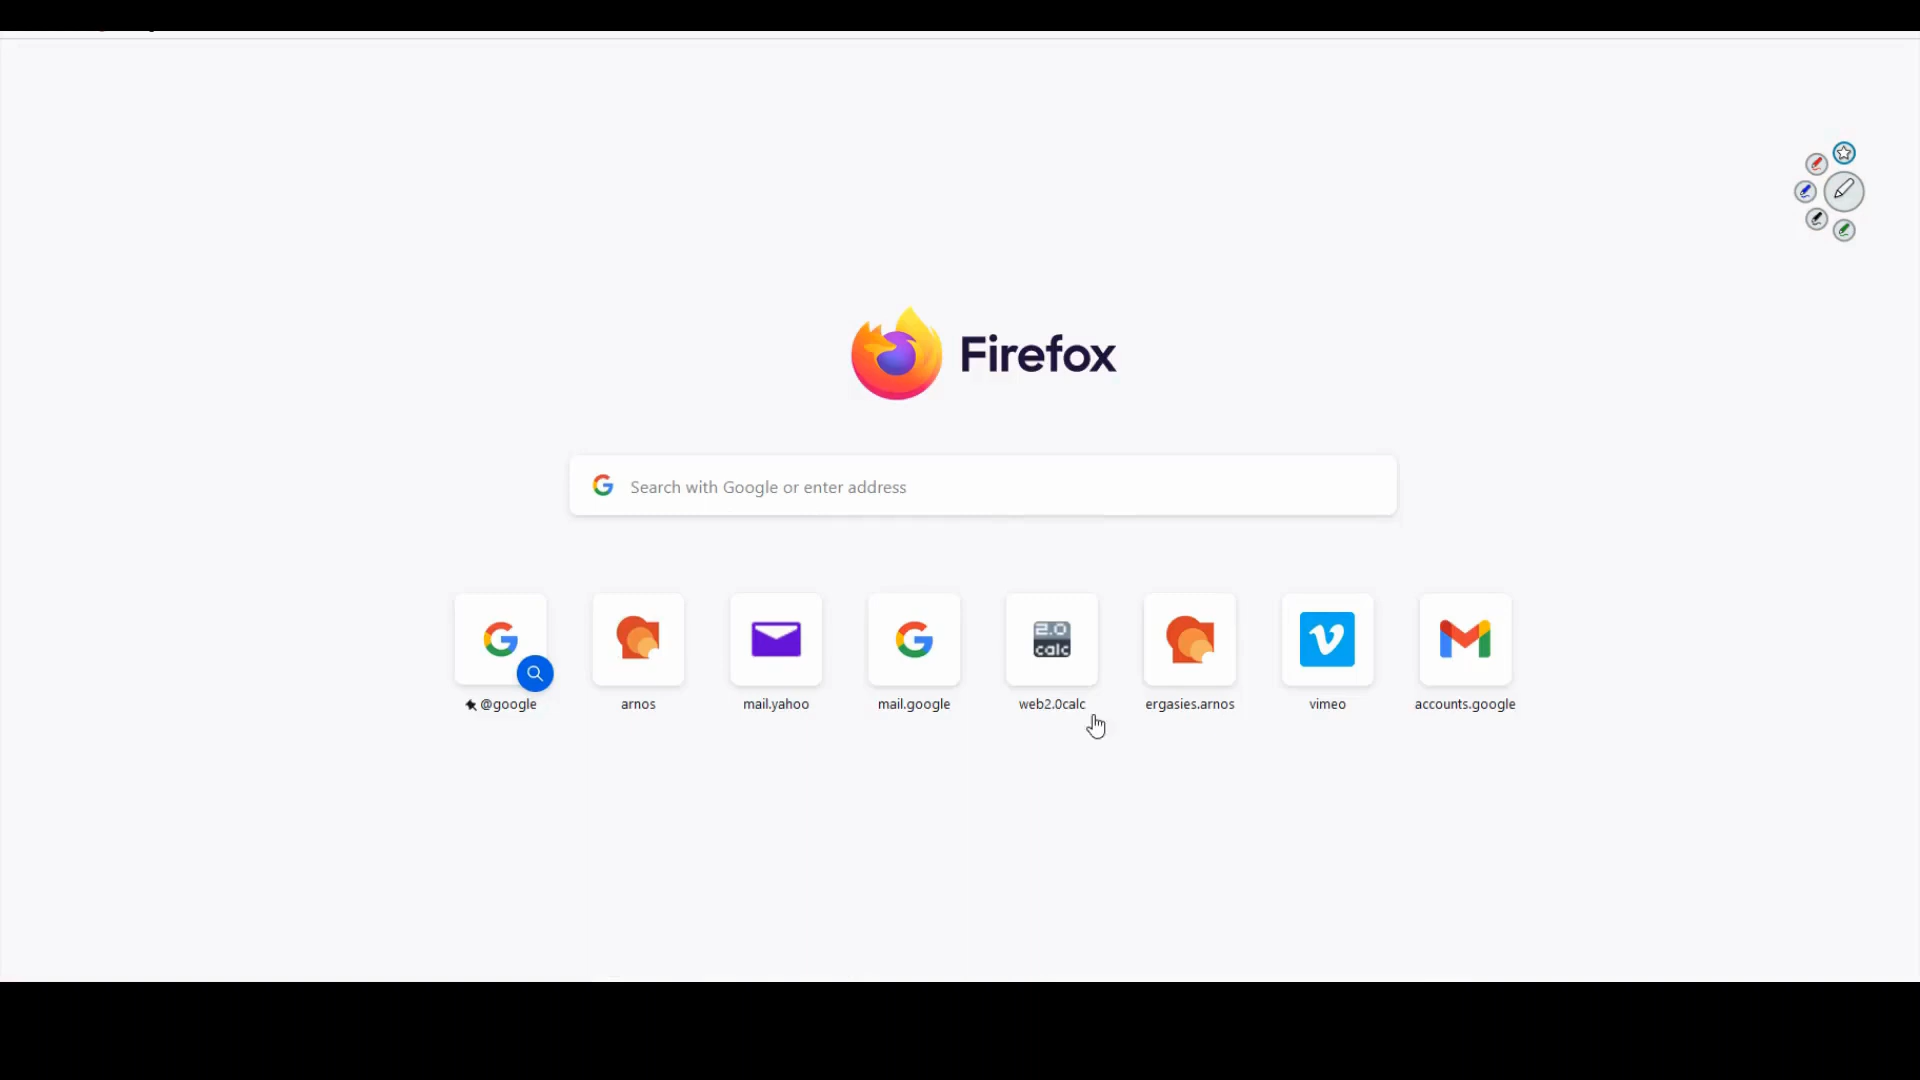 Firefox
Search with Google or enter address
2.0
calc
@google
arnos
mail.yahoo
mail.google
web2.0calc
ergasies.arnos
vimeo
accounts.google